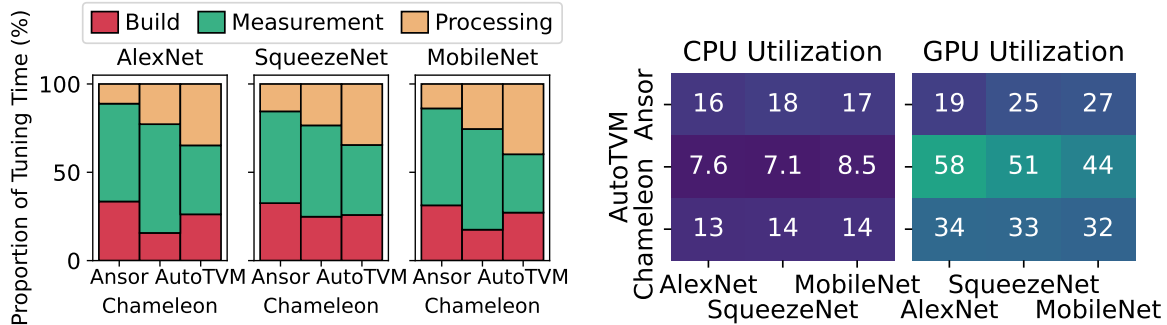 Build Measurement Processing
AlexNet SqueezeNet MobileNet
Proportion of Tuning Time (%)
100
50
0
Ansor AutoTVM Ansor AutoTVM Ansor AutoTVM
Chameleon Chameleon Chameleon
CPU Utilization GPU Utilization
Ansor
AutoTVM
Chameleon
16 18 17 19 25 27
7.6 7.1 8.5 58 51 44
13 14 14 34 33 32
AlexNet MobileNet SqueezeNet
SqueezeNet AlexNet MobileNet